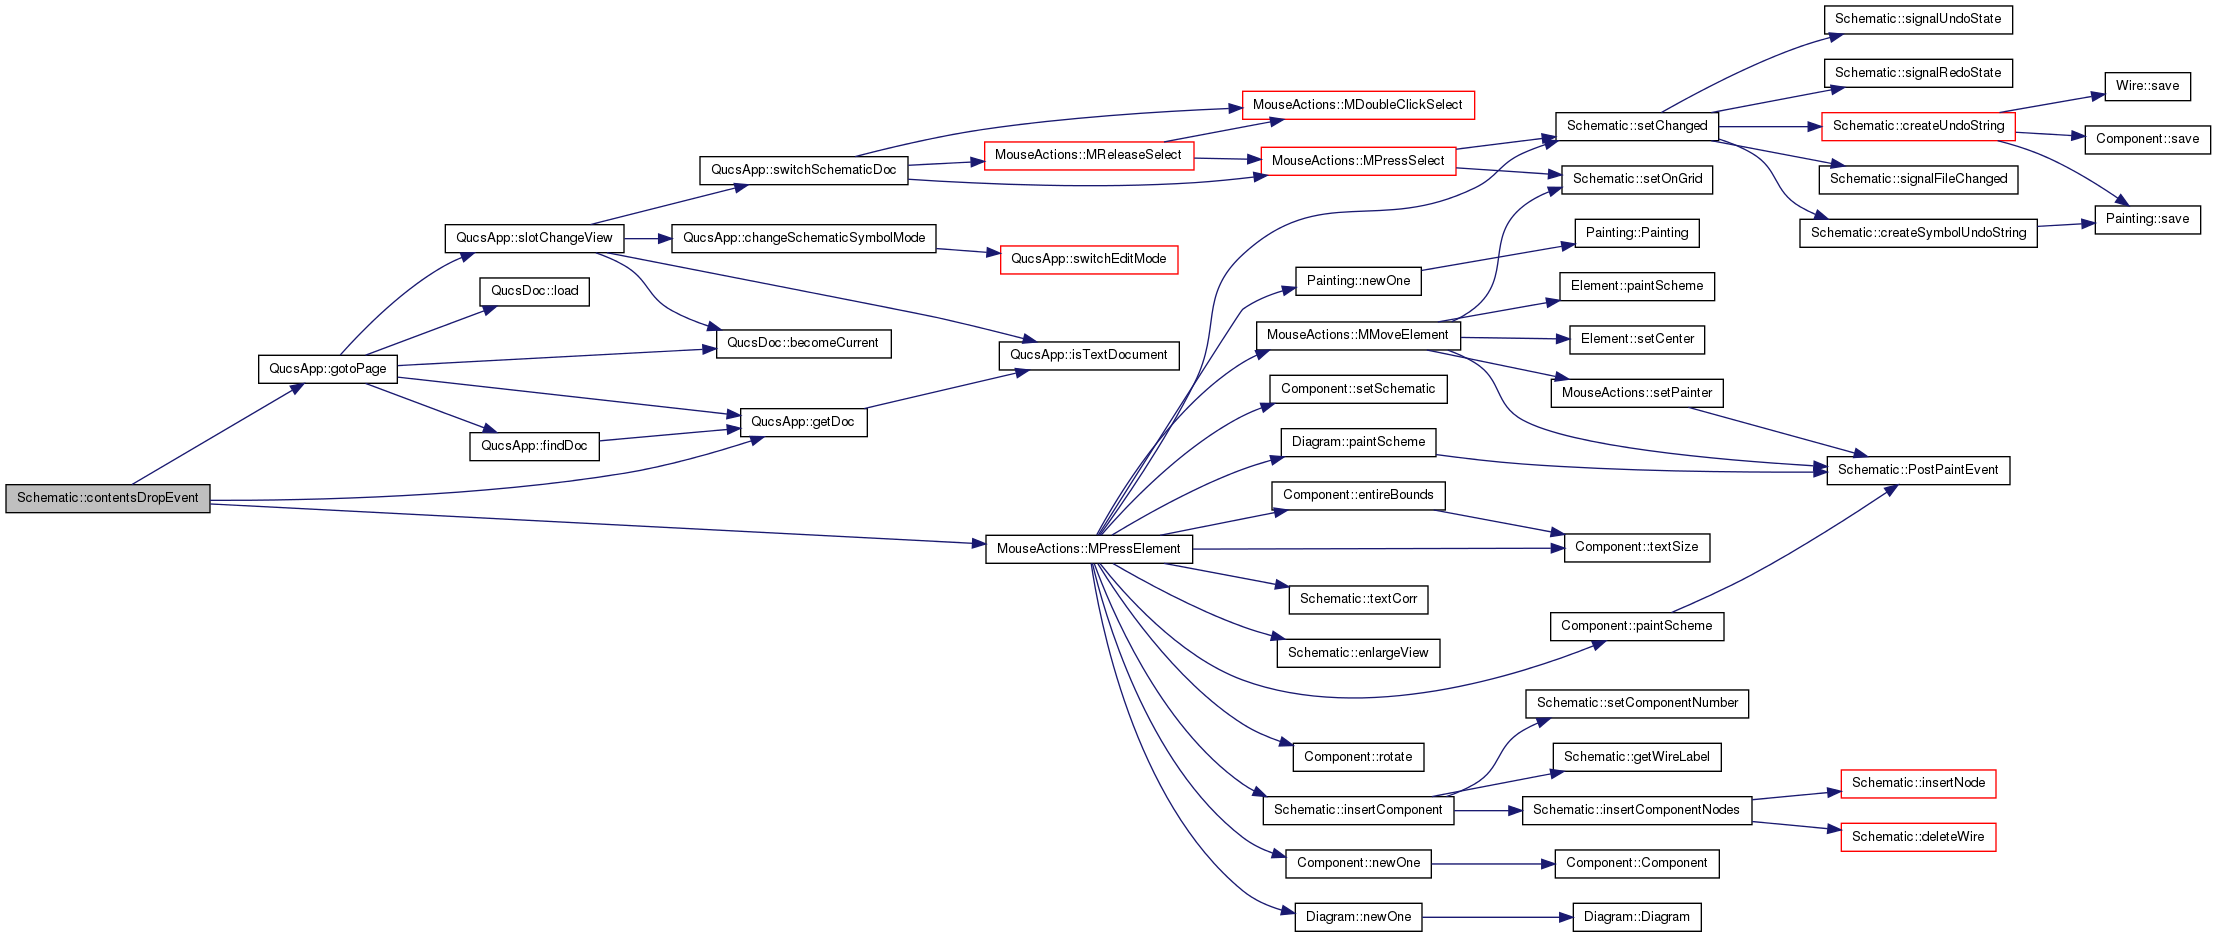 Schematic::contentsDropEvent
QucsApp::gotoPage
QucsApp::slotChangeView
QucsDoc::load
QucsApp::findDoc
QucsApp::switchSchematicDoc
QucsApp::changeSchematicSymbolMode
QucsDoc::becomeCurrent
QucsApp::getDoc
MouseActions::MReleaseSelect
QucsApp::switchEditMode
QucsApp::isTextDocument
MouseActions::MPressElement
MouseActions::MDoubleClickSelect
MouseActions::MPressSelect
Painting::newOne
MouseActions::MMoveElement
Component::setSchematic
Diagram::paintScheme
Component::entireBounds
Schematic::textCorr
Schematic::enlargeView
Component::rotate
Schematic::insertComponent
Component::newOne
Diagram::newOne
Schematic::setChanged
Schematic::setOnGrid
Painting::Painting
Element::paintScheme
Element::setCenter
MouseActions::setPainter
Component::textSize
Component::paintScheme
Schematic::setComponentNumber
Schematic::getWireLabel
Schematic::insertComponentNodes
Component::Component
Diagram::Diagram
Schematic::signalUndoState
Schematic::signalRedoState
Schematic::createUndoString
Schematic::signalFileChanged
Schematic::createSymbolUndoString
Schematic::PostPaintEvent
Schematic::insertNode
Schematic::deleteWire
Wire::save
Component::save
Painting::save